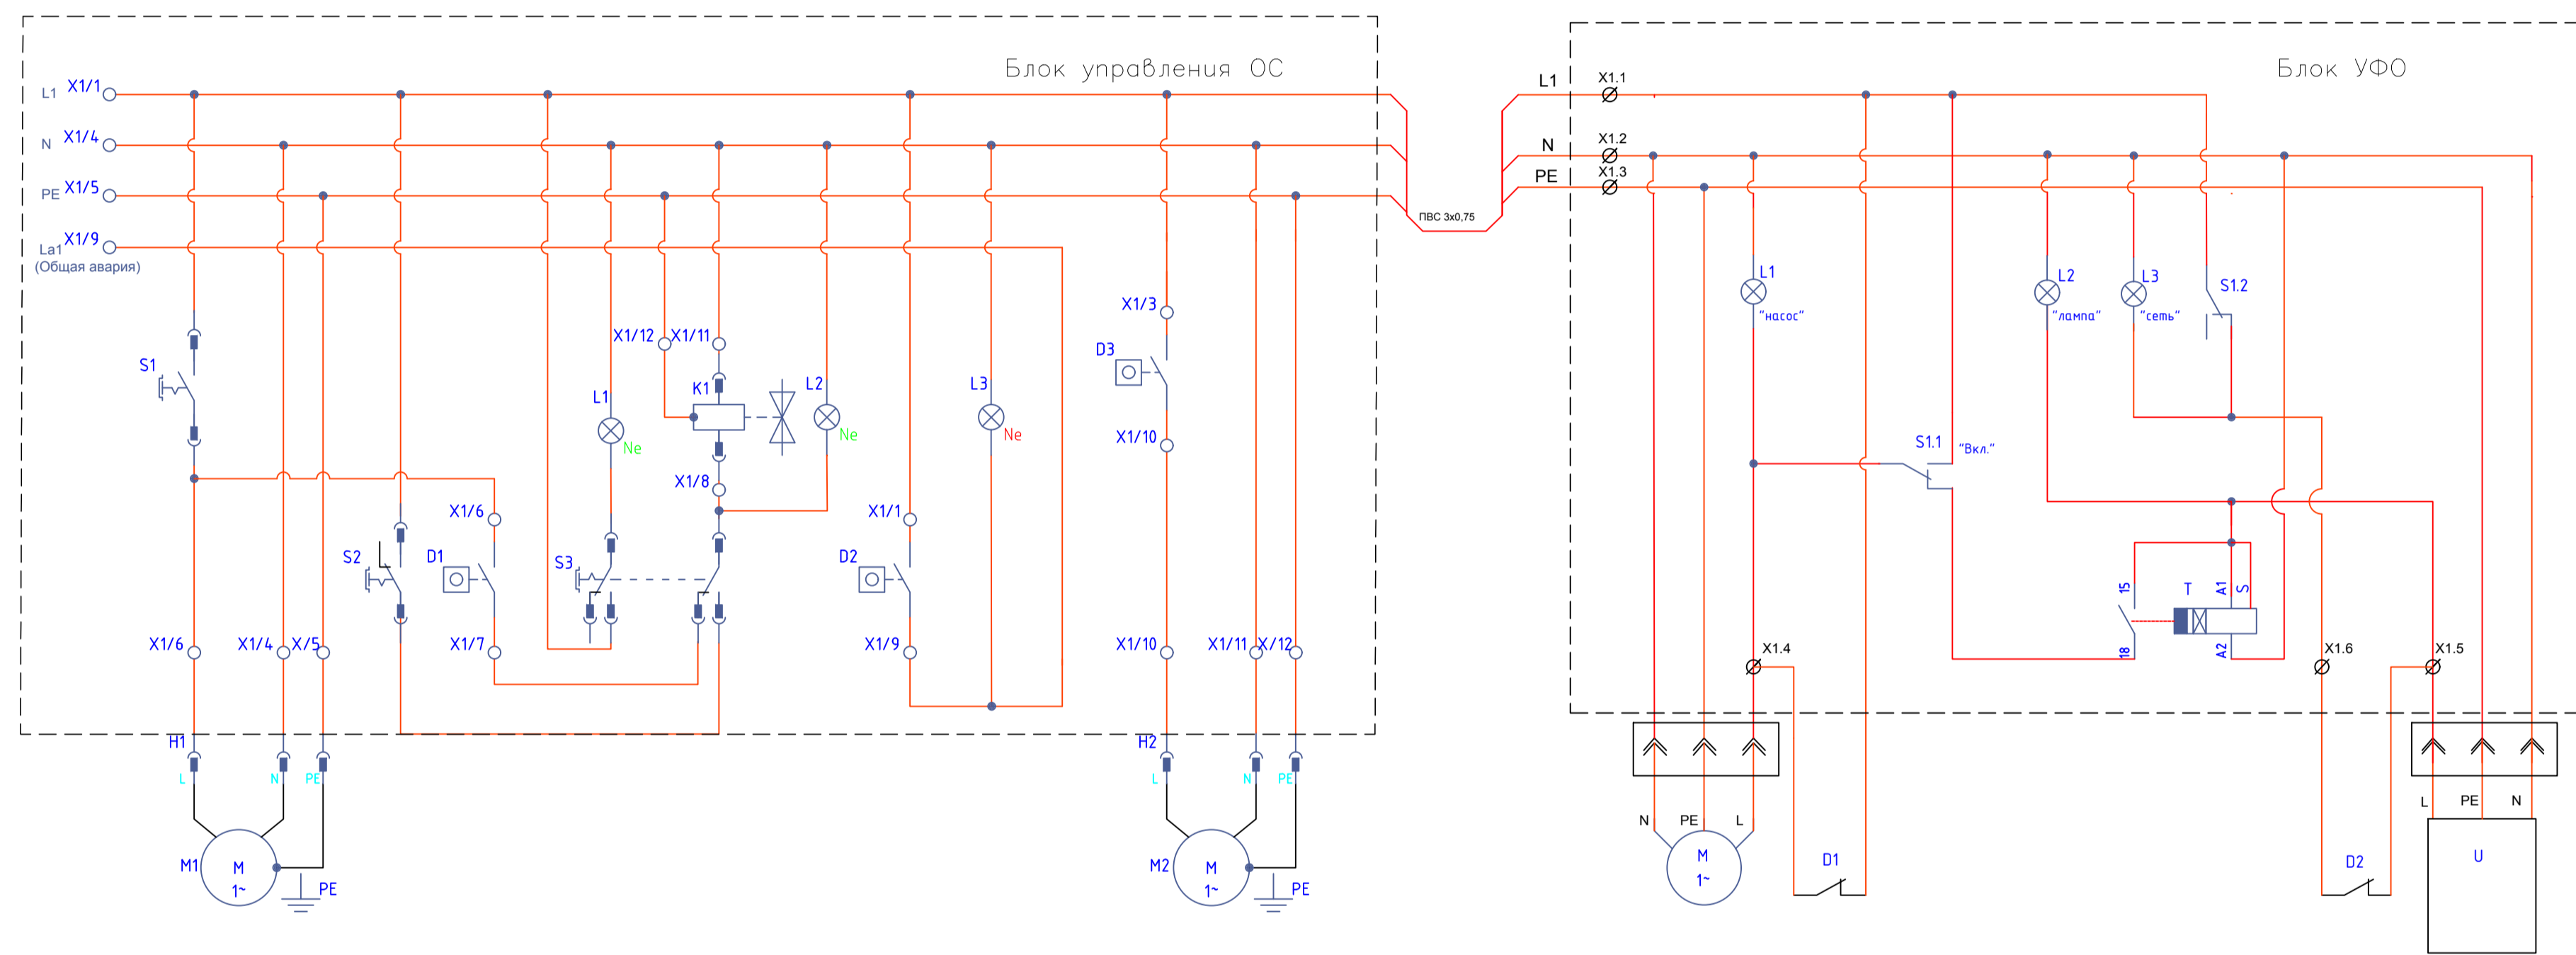 Блок управления ОС
Блок УФО
L1 X1/1
N X1/4
PE X1/5
La1 X1/9
(Общая авария)
S1
X1/12 X1/11
K1
L1
Ne
L2
Ne
L3
Ne
X1/3
D3
X1/10
X1/8
X1/6
X1/1
S2
D1
S3
D2
X1/6
X1/4
X/5
X1/7
X1/9
X1/10
X1/11
X/12
H1
L
N
PE
H2
L
N
PE
M1
M
1~
PE
M2
M
1~
PE
ПВС 3х0,75
L1
X1.1
N
X1.2
PE
X1.3
L1
"насос"
L2
"лампа"
L3
"сеть"
S1.2
S1.1
"Вкл."
15
T
A1
S
18
A2
X1.4
X1.6
X1.5
N
PE
L
M
1~
D1
D2
L
PE
N
U